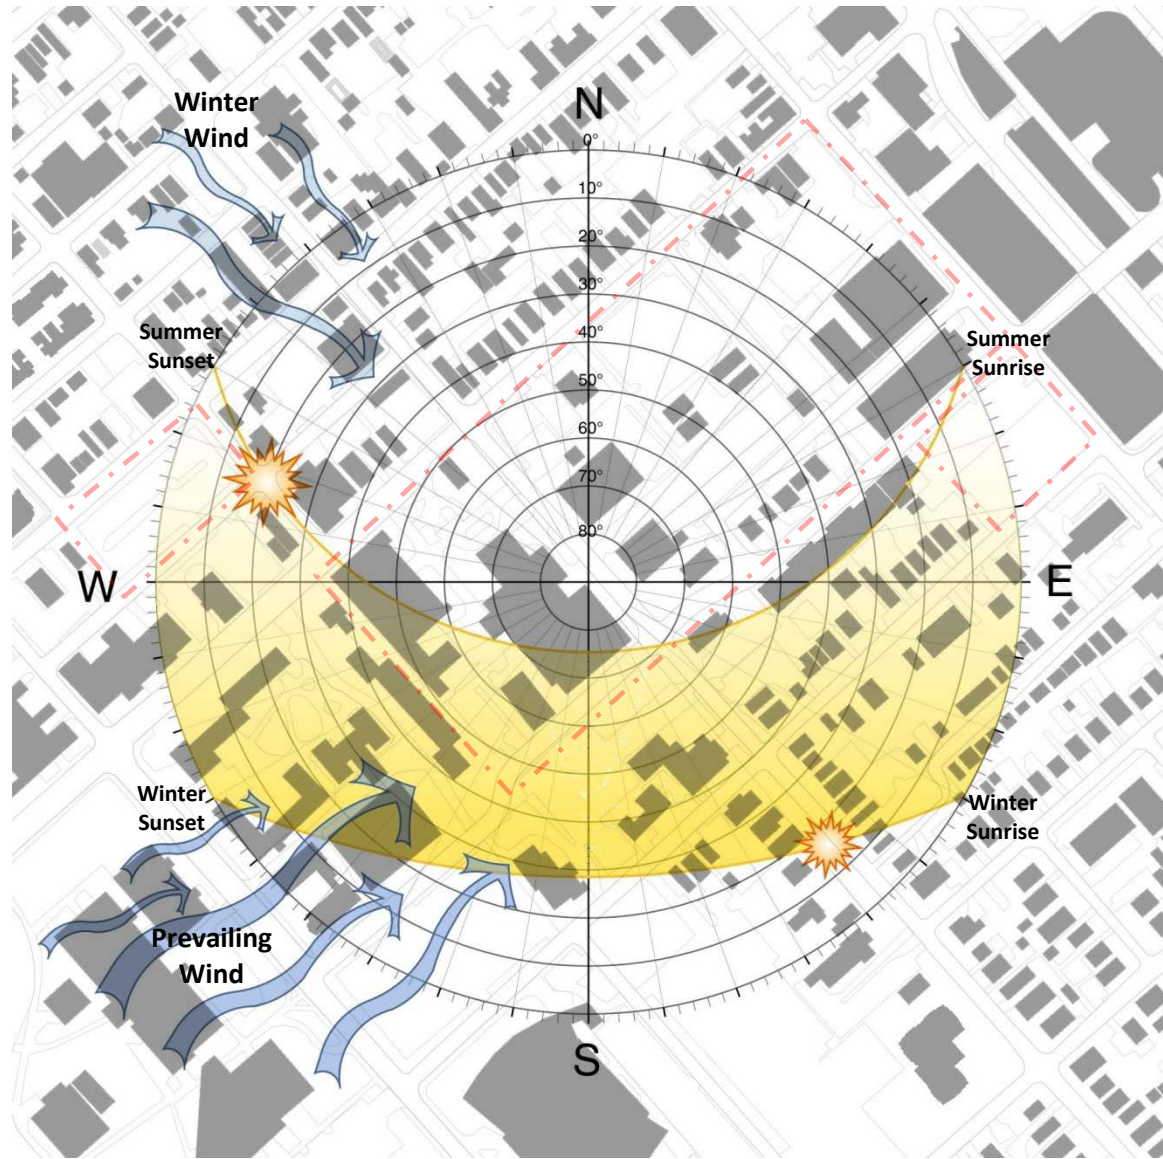 Winter
Wind
N
0°
10°
20°
30°
40°
50°
60°
70°
80°
Summer
Sunset
Summer
Sunrise
W
E
Winter
Sunset
Winter
Sunrise
Prevailing
Wind
S